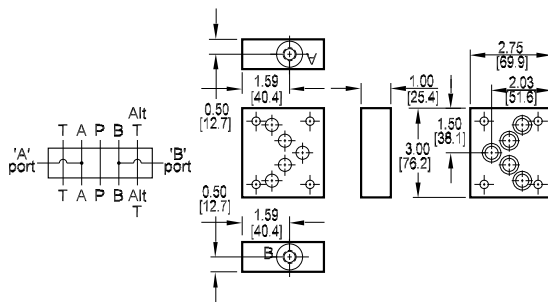 Alt
T A P B T
'A' port
'B' port
T A P B Alt
T
0.50
[12.7]
A
1.59
[40.4]
0.50
[12.7]
1.59
[40.4]
B
1.00
[25.4]
3.00
[76.2]
2.75
[69.9]
2.03
[51.6]
1.50
[38.1]